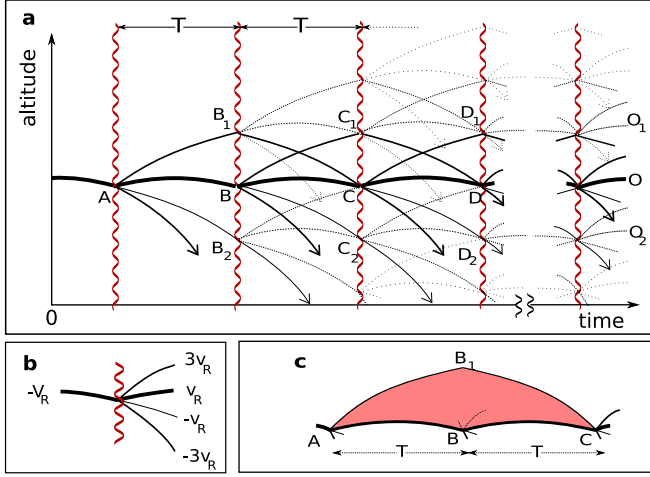 a
T T
altitude
B1 C1 D1 O1
A B C D O
B2 C2 D2 O2
0 time
b
-vR
3vR
vR
-vR
-3vR
c
B1
A B C
T T